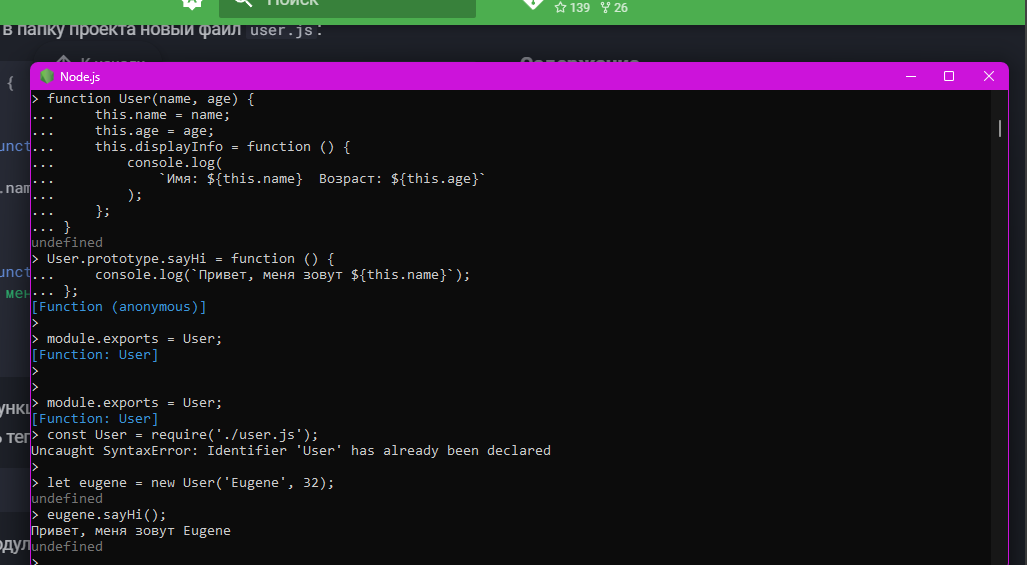 Поиск
139 26
в папку проекта новый файл user.js:
К началу
Содержание
Node.js
{
> function User(name, age) {
... this.name = name;
... this.age = age;
... this.displayInfo = function () {
... console.log(
... `Имя: ${this.name}  Возраст: ${this.age}`
... );
... };
... }
undefined
> User.prototype.sayHi = function () {
... console.log(`Привет, меня зовут ${this.name}`);
... };
[Function (anonymous)]
>
> module.exports = User;
[Function: User]
>
>
> module.exports = User;
[Function: User]
> const User = require('./user.js');
Uncaught SyntaxError: Identifier 'User' has already been declared
>
> let eugene = new User('Eugene', 32);
undefined
> eugene.sayHi();
Привет, меня зовут Eugene
undefined
>